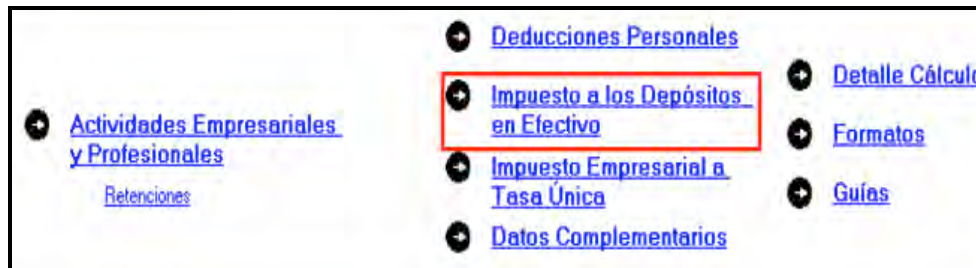 Actividades Empresariales
y Profesionales
Retenciones
Deducciones Personales
Impuesto a los Depósitos
en Efectivo
Impuesto Empresarial a
Tasa Única
Datos Complementarios
Detalle Cálculo
Formatos
Guías